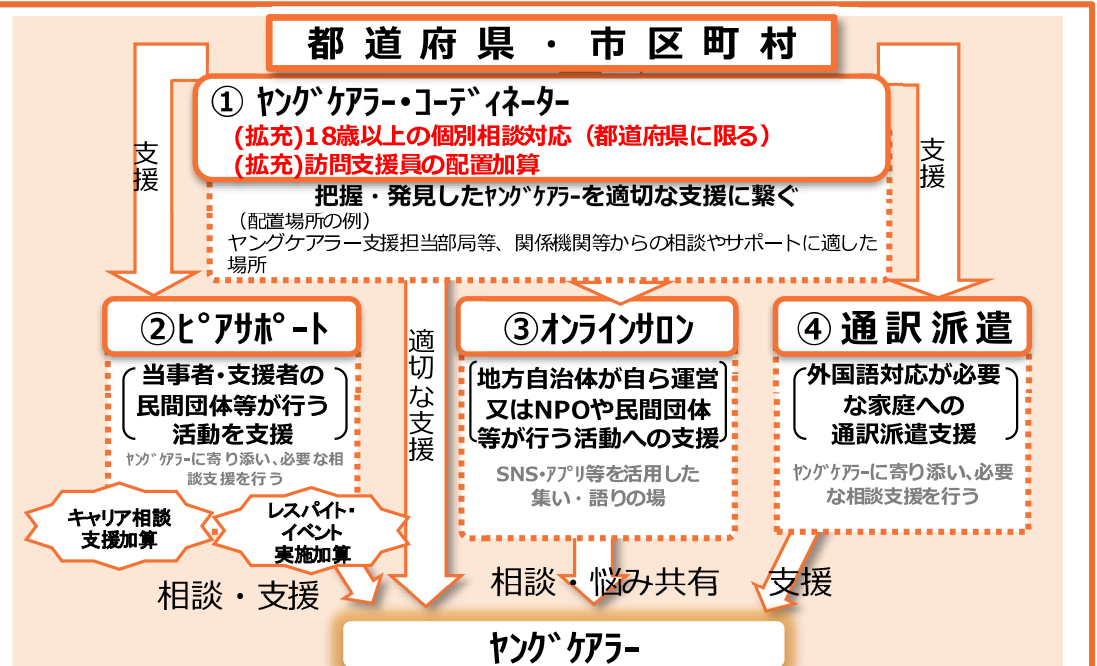 都道府県・市区町村
① ヤングケアラー・コーディネーター
(拡充)18歳以上の個別相談対応（都道府県に限る）
(拡充)訪問支援員の配置加算
支援
支援
把握・発見したヤングケアラーを適切な支援に繋ぐ
（配置場所の例）
ヤングケアラー支援担当部局等、関係機関等からの相談やサポートに適した
場所
②ピアサポート
当事者・支援者の
民間団体等が行う
活動を支援
ヤングケアラーに寄り添い、必要な相
談支援を行う
キャリア相談
支援加算
レスパイト・
イベント
実施加算
適切な支援
③オンラインサロン
地方自治体が自ら運営
又はNPOや民間団体
等が行う活動への支援
SNS・アプリ等を活用した
集い・語りの場
④通訳派遣
外国語対応が必要
な家庭への
通訳派遣支援
ヤングケアラーに寄り添い、必要
な相談支援を行う
相談・支援
相談・悩み共有
支援
ヤングケアラー